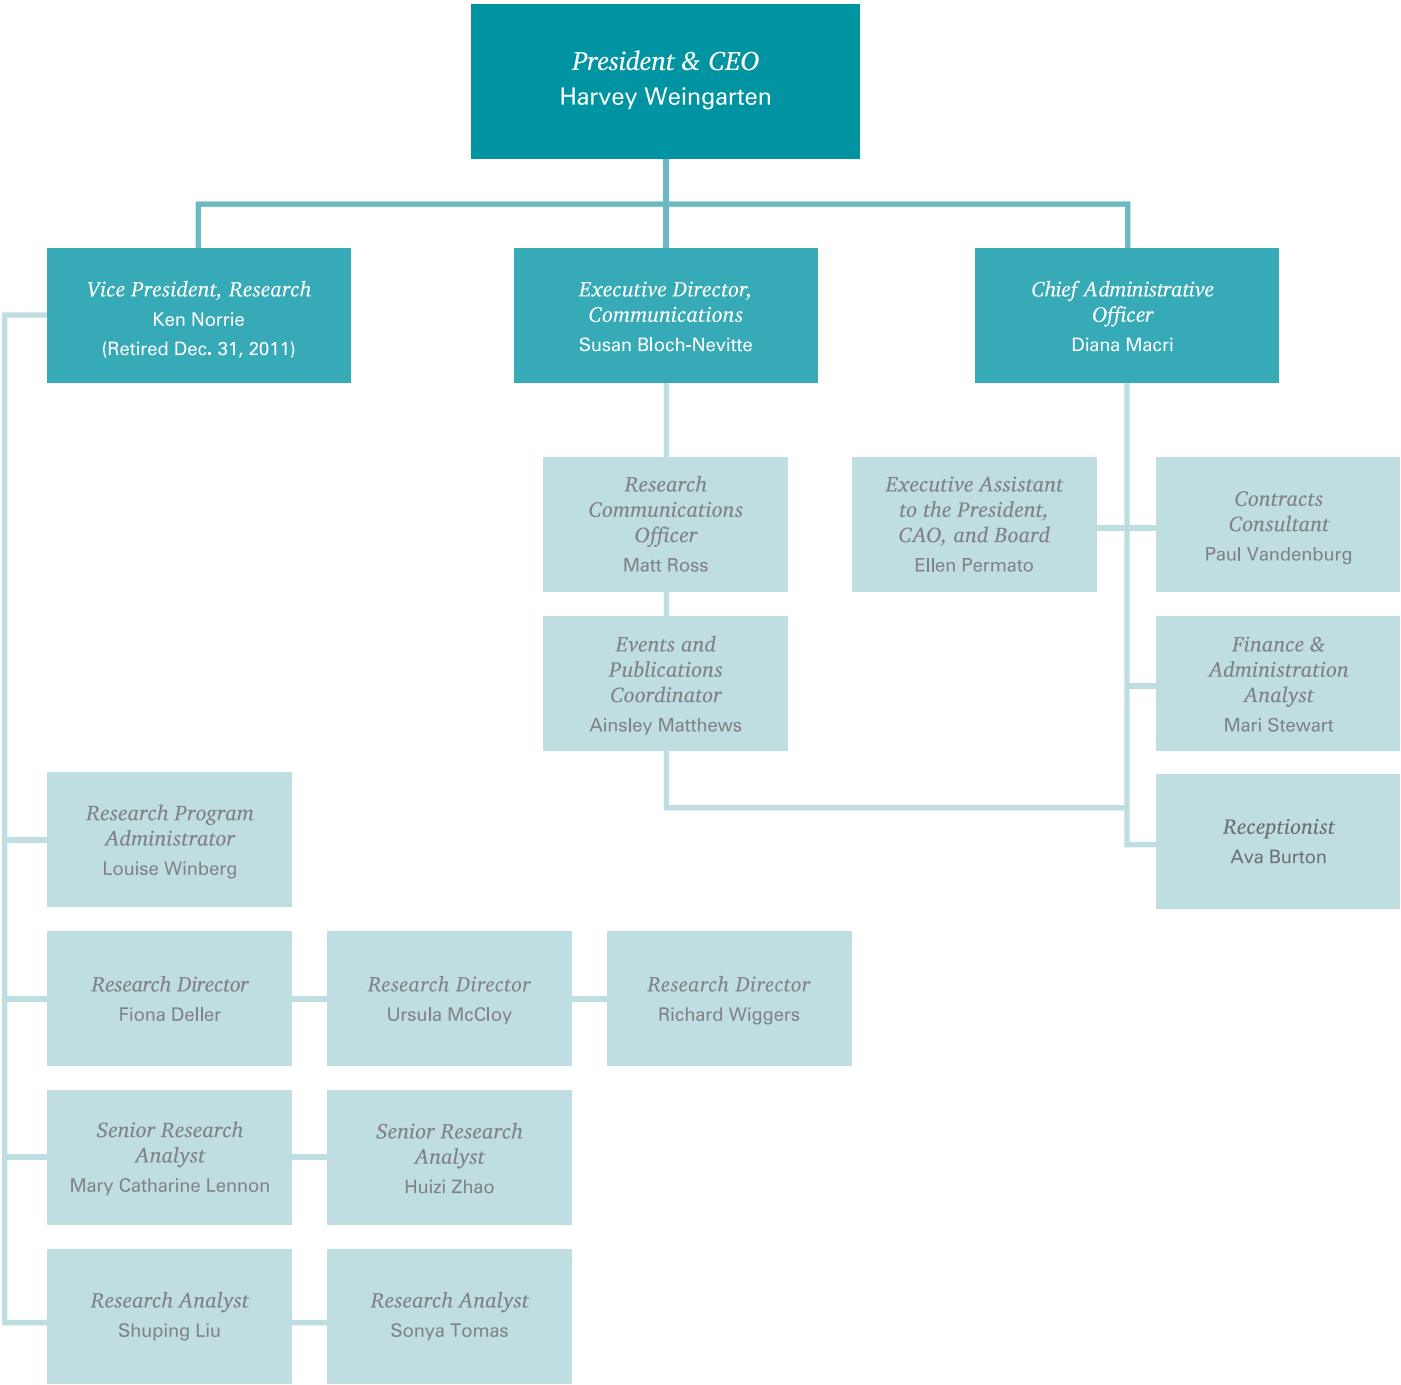 President & CEO
Harvey Weingarten
Vice President, Research
Ken Norrie
(Retired Dec. 31, 2011)
Executive Director,
Communications
Susan Bloch-Nevitte
Chief Administrative
Officer
Diana Macri
Research
Communications
Officer
Matt Ross
Executive Assistant
to the President,
CAO, and Board
Ellen Permato
Contracts
Consultant
Paul Vandenburg
Events and
Publications
Coordinator
Ainsley Matthews
Finance &
Administration
Analyst
Mari Stewart
Research Program
Administrator
Louise Winberg
Receptionist
Ava Burton
Research Director
Fiona Deller
Research Director
Ursula McCloy
Research Director
Richard Wiggers
Senior Research
Analyst
Mary Catharine Lennon
Senior Research
Analyst
Huizi Zhao
Research Analyst
Shuping Liu
Research Analyst
Sonya Tomas